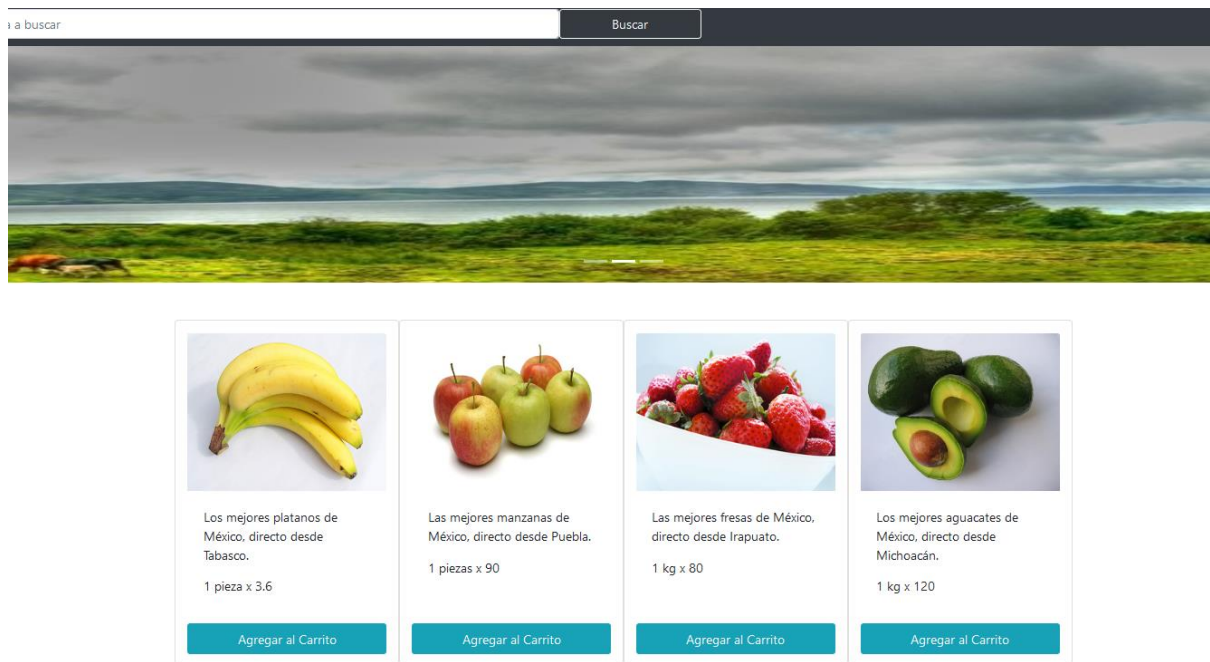 a buscar
Buscar
Los mejores platanos de
México, directo desde
Tabasco.
1 pieza x 3.6
Agregar al Carrito
Las mejores manzanas de
México, directo desde Puebla.
1 piezas x 90
Agregar al Carrito
Las mejores fresas de México,
directo desde Irapuato.
1 kg x 80
Agregar al Carrito
Los mejores aguacates de
México, directo desde
Michoacán.
1 kg x 120
Agregar al Carrito